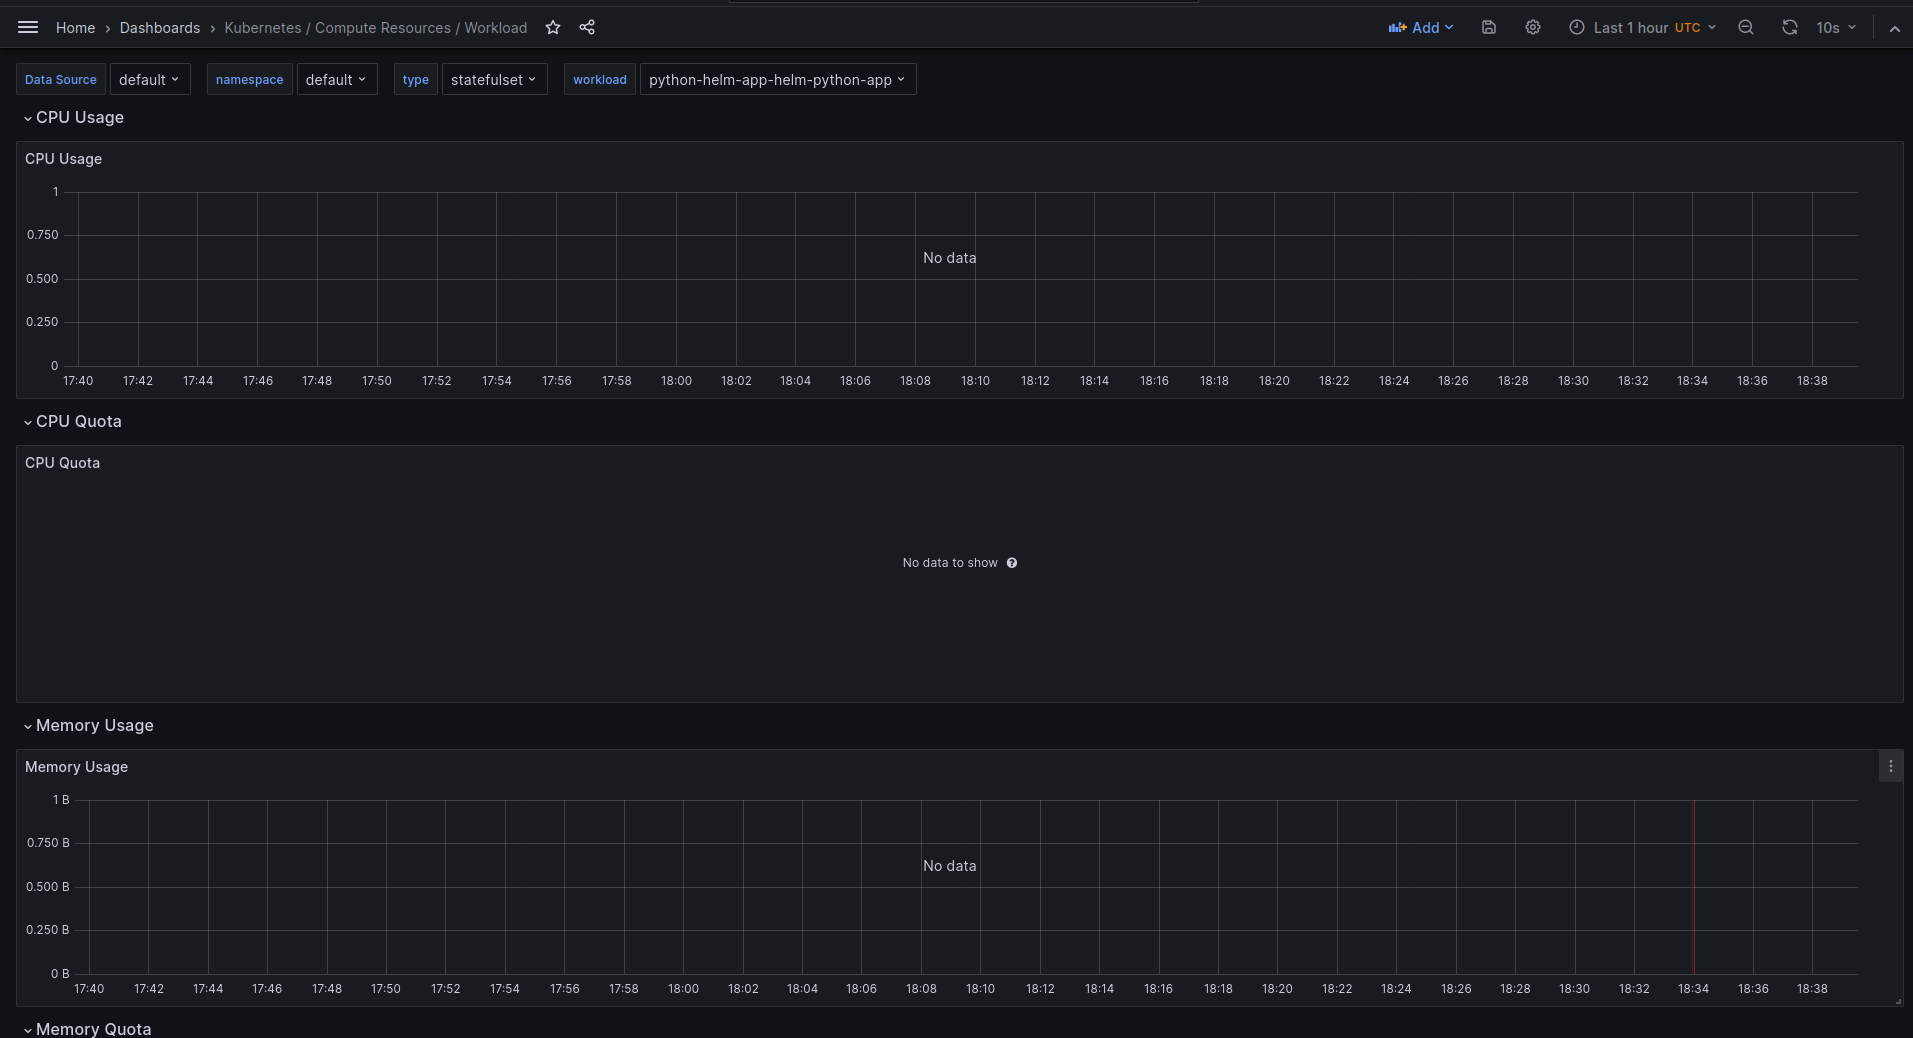 Home › Dashboards › Kubernetes / Compute Resources / Workload Add Last 1 hour UTC 10s
Data Source default namespace default type statefulset workload python-helm-app-helm-python-app
CPU Usage
CPU Usage
1
0.750
No data
0.500
0.250
0
17:40 17:42 17:44 17:46 17:48 17:50 17:52 17:54 17:56 17:58 18:00 18:02 18:04 18:06 18:08 18:10 18:12 18:14 18:16 18:18 18:20 18:22 18:24 18:26 18:28 18:30 18:32 18:34 18:36 18:38
CPU Quota
CPU Quota
No data to show
Memory Usage
Memory Usage
1 B
0.750 B
No data
0.500 B
0.250 B
0 B
17:40 17:42 17:44 17:46 17:48 17:50 17:52 17:54 17:56 17:58 18:00 18:02 18:04 18:06 18:08 18:10 18:12 18:14 18:16 18:18 18:20 18:22 18:24 18:26 18:28 18:30 18:32 18:34 18:36 18:38
Memory Quota